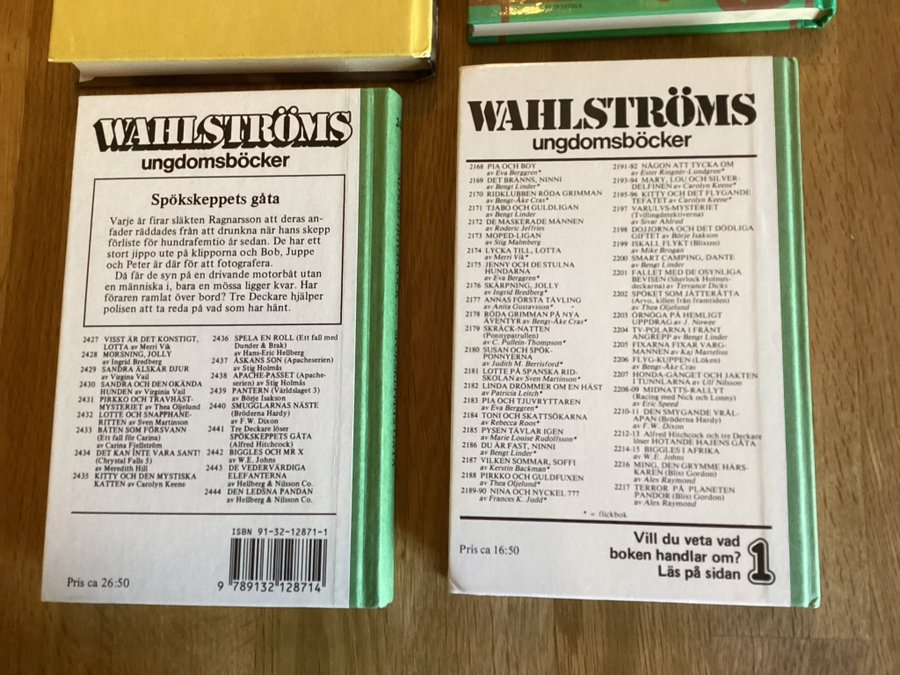 WAHLSTRÖMS
ungdomsböcker
Spökskeppets gåta
Varje år firar släkten Ragnarsson att deras an-
fader räddades från att drunkna när hans skepp
förliste för hundrafemtio år sedan. De har ett
stort jippo ute på klipporna och Bob, Juppe
och Peter är där för att fotografera.
Då får de syn på en drivande motorbåt utan
en människa i, bara en mössa ligger kvar. Har
föraren ramlat över bord? Tre Deckare hjälper
polisen att ta reda på vad som har hänt.
2427 VISST ÄR DET KONSTIGT,
LOTTA av Merri Vik
2428 MORSNING, JOLLY
av Ingrid Bredberg
2429 SANDRA ÄLSKAR DJUR
av Virginia Vail
2430 SANDRA OCH DEN OKÄNDA
HUNDEN av Virginia Vail
2431 PIRKKO OCH TRAVHÄST-
MYSTERIET av Thea Oljelund
2432 LOTTE OCH SNAPPHANE-
RITTEN av Sven Martinson
2433 BÅTEN SOM FÖRSVANN
(Ett fall för Carina)
av Carina Fjellström
2434 DET KAN INTE VARA SANT!
(Chrystal Falls 5)
av Meredith Hill
2435 KITTY OCH DEN MYSTISKA
KATTEN av Carolyn Keene
2436 SPELA EN ROLL (Ett fall med
Dunder & Brak)
av Hans-Eric Hellberg
2437 ÅSKANS SON (Apacheserien)
av Stig Holmås
2438 APACHE-PASSET (Apache-
serien) av Stig Holmås
2439 PANTERN (Världslaget 3)
av Börje Isakson
2440 SMUGGLARNAS NÄSTE
(Bröderna Hardy)
av F.W. Dixon
2441 Tre Deckare löser
SPÖKSKEPPETS GÅTA
(Alfred Hitchcock)
2442 BIGGLES OCH MR X
av W.E. Johns
2443 DE VEDERVÄRDIGA
ELEFANTERNA
av Hellberg & Nilsson Co.
2444 DEN LEDSNA PANDAN
av Hellberg & Nilsson Co.
ISBN 91-32-12871-1
9 789132 128714
Pris ca 26:50
WAHLSTRÖMS
ungdomsböcker
2168 PIA OCH BOY
av Eva Berggren*
2169 DET BRÄNNS, NINNI
av Bengt Linder*
2170 RIDKLUBBEN RÖDA GRIMMAN
av Bengt-Åke Cras*
2171 TJABO OCH GULDLIGAN
av Bengt Linder
2172 DE MASKERADE MÄNNEN
av Roderic Jeffries
2173 MOPED-LIGAN
av Stig Malmberg
2174 LYCKA TILL, LOTTA
av Merri Vik*
2175 JENNY OCH DE STULNA
HUNDARNA
av Eva Berggren*
2176 SKÄRPNING, JOLLY
av Ingrid Bredberg*
2177 ANNAS FÖRSTA TÄVLING
av Anita Gustavsson*
2178 RÖDA GRIMMAN PÅ NYA
ÄVENTYR av Bengt-Åke Cras*
2179 SKRÄCK-NATTEN
(Ponnypatrullen)
av C. Pullein-Thompson*
2180 SUSAN OCH SPÖK-
PONNYERNA
av Judith M. Berrisford*
2181 LOTTE PÅ SPANSKA RID-
SKOLAN av Sven Martinson*
2182 LINDA DRÖMMER OM EN HÄST
av Patricia Leitch*
2183 PIA OCH TJUVRYTTAREN
av Eva Berggren*
2184 TONI OCH SKATTSÖKARNA
av Rebecca Roos*
2185 PYSEN TÄVLAR IGEN
av Marie Louise Rudolfsson*
2186 DU ÄR FAST, NINNI
av Bengt Linder*
2187 VILKEN SOMMAR, SOFFI
av Kerstin Backman*
2188 PIRKKO OCH GULDFUXEN
av Thea Oljelund*
2189-90 NINA OCH NYCKEL 777
av Frances K. Judd*
2191-92 NÅGON ATT TYCKA OM
av Ester Ringnér-Lundgren*
2193-94 MARY, LOU OCH SILVER-
DELFINEN av Carolyn Keene*
2195-96 KITTY OCH DET FLYGANDE
TEFATET av Carolyn Keene*
2197 VARULVS-MYSTERIET
(Tvillingdetektiverna)
av Sivar Ahlrud
2198 DOJJORNA OCH DET DÖDLIGA
GIFTET av Börje Isakson
2199 ISKALL FLYKT (Blixten)
av Mike Brogan
2200 SMART CAMPING, DANTE
av Bengt Linder
2201 FALLET MED DE OSYNLIGA
BEVISEN (Sherlock Holmes-
deckarna) av Terrance Dicks
2202 SPÖKET SOM JÄTTERÄTTA
(Arvo, killen från framtiden)
av Thea Oljelund
2203 ÖRNÖGA PÅ HEMLIGT
UPPDRAG av J. Nowee
2204 TV-POLARNA I FRÄNT
ANGREPP av Bengt Linder
2205 FIXARNA FIXAR VARG-
MANNEN av Kaj Martelius
2206 FLYG-KUPPEN (Löken)
av Bengt-Åke Cras
2207 HONDA-GÄNGET OCH JAKTEN
I TUNNLARNA av Ulf Nilsson
2208-09 MIDNATTS-RALLYT
(Racing med Nick och Lonny)
av Eric Speed
2210-11 DEN SMYGANDE VRÅL-
APAN (Bröderna Hardy)
av F.W. Dixon
2212-13 Alfred Hitchcock och tre Deckare
löser HOTANDE HAJENS GÅTA
2214-15 BIGGLES I AFRIKA
av W.E. Johns
2216 MING, DEN GRYMME HÄRS-
KAREN (Blixt Gordon)
av Alex Raymond
2217 TERROR PÅ PLANETEN
PANDOR (Blixt Gordon)
av Alex Raymond
* = flickbok
Pris ca 16:50
Vill du veta vad
boken handlar om?
Läs på sidan 1